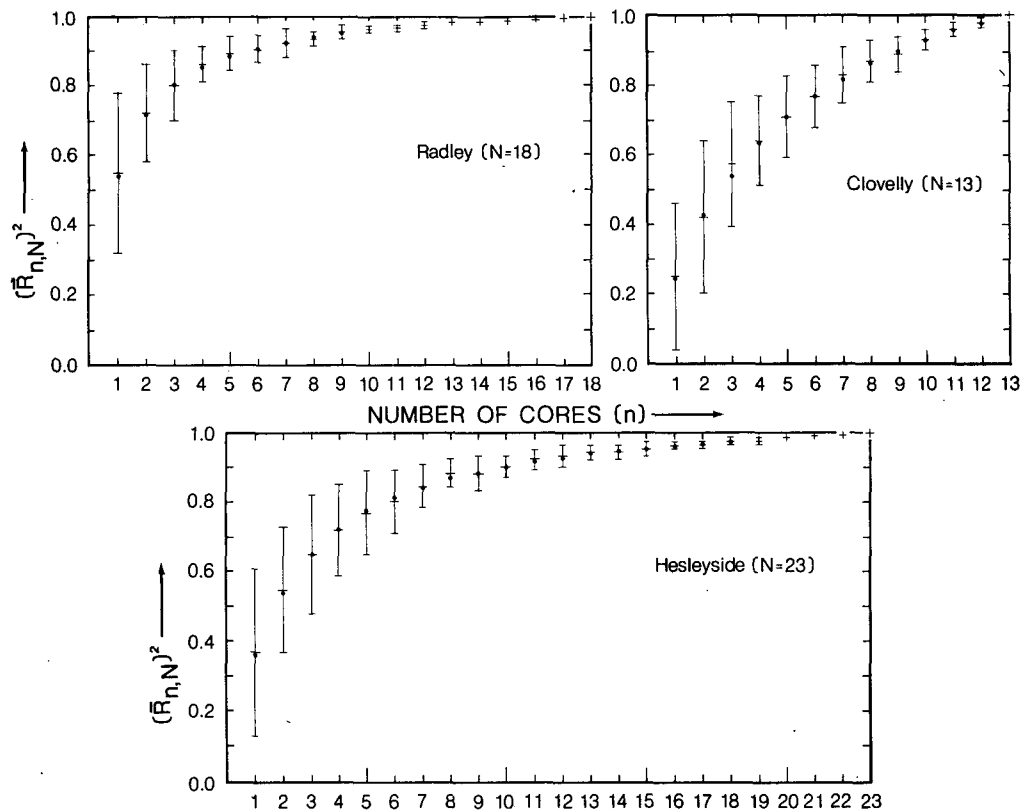 1.0
0.8
0.6
0.4
0.2
0.0
(R̄n,N)²
Radley (N=18)
1 2 3 4 5 6 7 8 9 10 11 12 13 14 15 16 17 18
1.0
0.8
0.6
0.4
0.2
0.0
Clovelly (N=13)
1 2 3 4 5 6 7 8 9 10 11 12 13
NUMBER OF CORES (n)
1.0
0.8
0.6
0.4
0.2
0.0
(R̄n,N)²
Hesleyside (N=23)
1 2 3 4 5 6 7 8 9 10 11 12 13 14 15 16 17 18 19 20 21 22 23